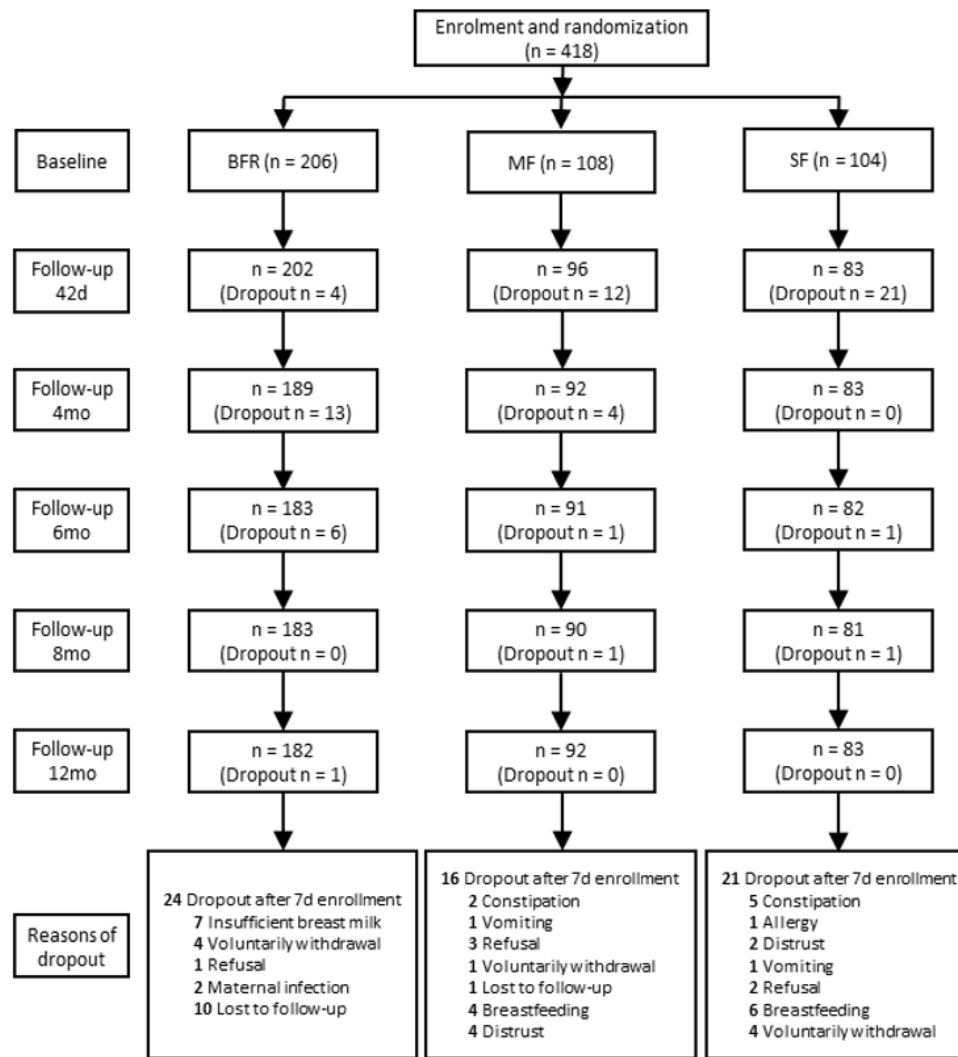 Enrolment and randomization
(n = 418)
Baseline
BFR (n = 206)
MF (n = 108)
SF (n = 104)
Follow-up
42d
n = 202
(Dropout n = 4)
n = 96
(Dropout n = 12)
n = 83
(Dropout n = 21)
Follow-up
4mo
n = 189
(Dropout n = 13)
n = 92
(Dropout n = 4)
n = 83
(Dropout n = 0)
Follow-up
6mo
n = 183
(Dropout n = 6)
n = 91
(Dropout n = 1)
n = 82
(Dropout n = 1)
Follow-up
8mo
n = 183
(Dropout n = 0)
n = 90
(Dropout n = 1)
n = 81
(Dropout n = 1)
Follow-up
12mo
n = 182
(Dropout n = 1)
n = 92
(Dropout n = 0)
n = 83
(Dropout n = 0)
Reasons of
dropout
24 Dropout after 7d enrollment
7 Insufficient breast milk
4 Voluntarily withdrawal
1 Refusal
2 Maternal infection
10 Lost to follow-up
16 Dropout after 7d enrollment
2 Constipation
1 Vomiting
3 Refusal
1 Voluntarily withdrawal
1 Lost to follow-up
4 Breastfeeding
4 Distrust
21 Dropout after 7d enrollment
5 Constipation
1 Allergy
2 Distrust
1 Vomiting
2 Refusal
6 Breastfeeding
4 Voluntarily withdrawal